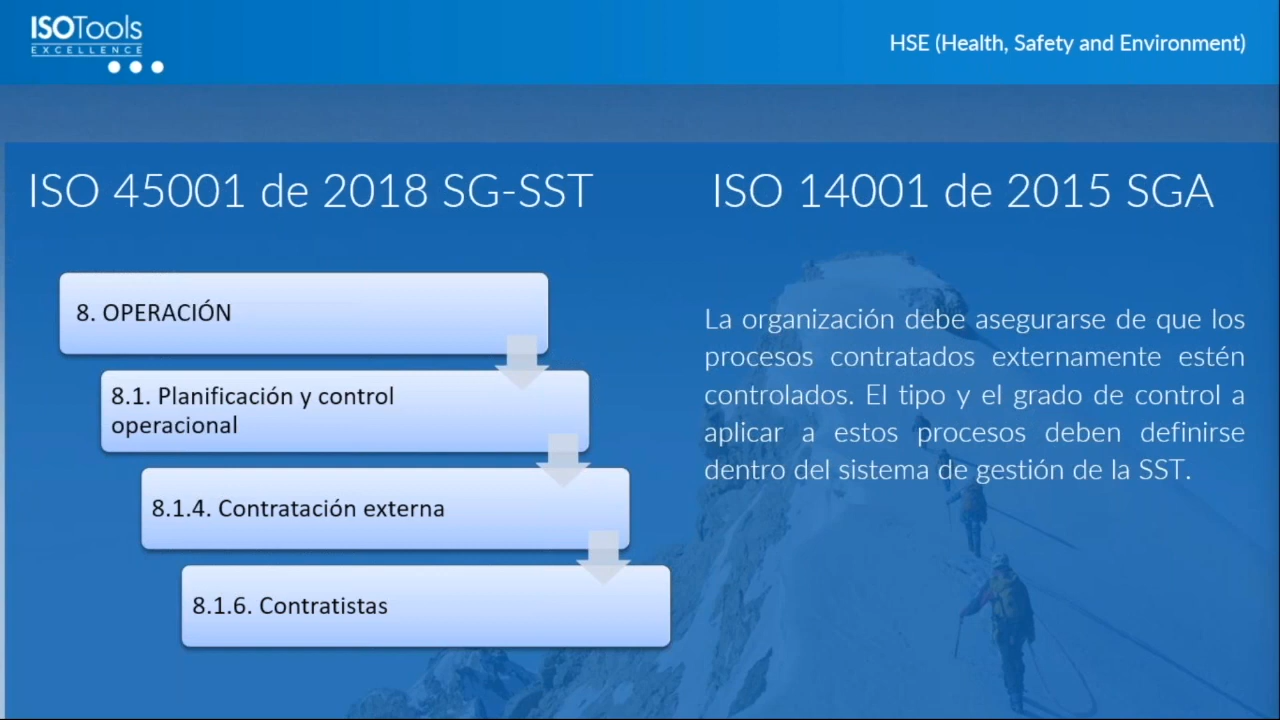 ISOTools
EXCELLENCE
HSE (Health, Safety and Environment)
ISO 45001 de 2018 SG-SST
8. OPERACIÓN
8.1. Planificación y control
operacional
8.1.4. Contratación externa
8.1.6. Contratistas
ISO 14001 de 2015 SGA
La organización debe asegurarse de que los
procesos contratados externamente estén
controlados. El tipo y el grado de control a
aplicar a estos procesos deben definirse
dentro del sistema de gestión de la SST.